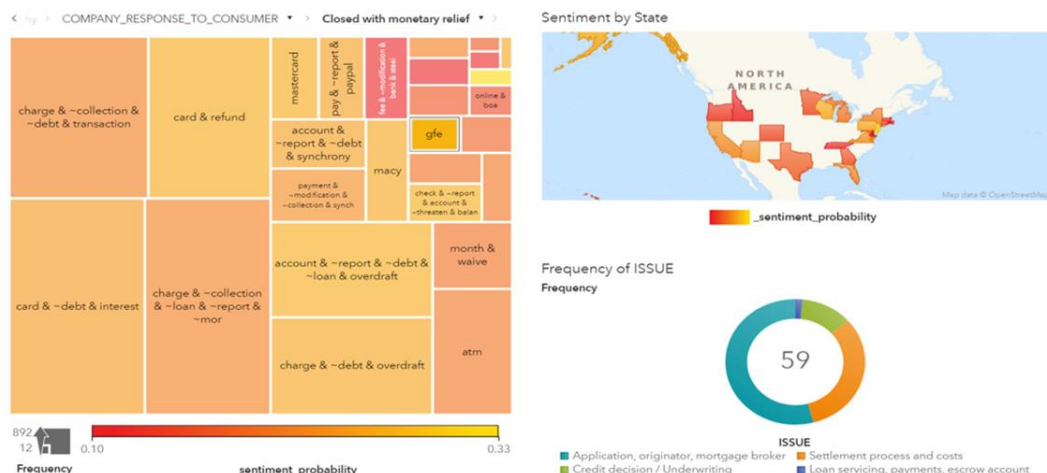 COMPANY_RESPONSE_TO_CONSUMER
Closed with monetary relief
charge & ~collection &
~debt & transaction
card & refund
mastercard
pay & ~report &
paypal
fee & ~modification &
bank & steal
online &
boa
account &
~report & ~debt
& synchrony
macy
gfe
payment &
~modification &
~collection & synch
check & ~report
& account &
~threaten & balan
card & ~debt & interest
charge & ~collection
& ~loan & ~report &
~mor
account & ~report & ~debt &
~loan & overdraft
month &
waive
charge & ~debt & overdraft
atm
892
12
Frequency
0.10
0.33
sentiment_probability
Sentiment by State
NORTH
AMERICA
Map data © OpenStreetMap
_sentiment_probability
Frequency of ISSUE
Frequency
59
ISSUE
Application, originator, mortgage broker
Settlement process and costs
Credit decision / Underwriting
Loan servicing, payments, escrow account